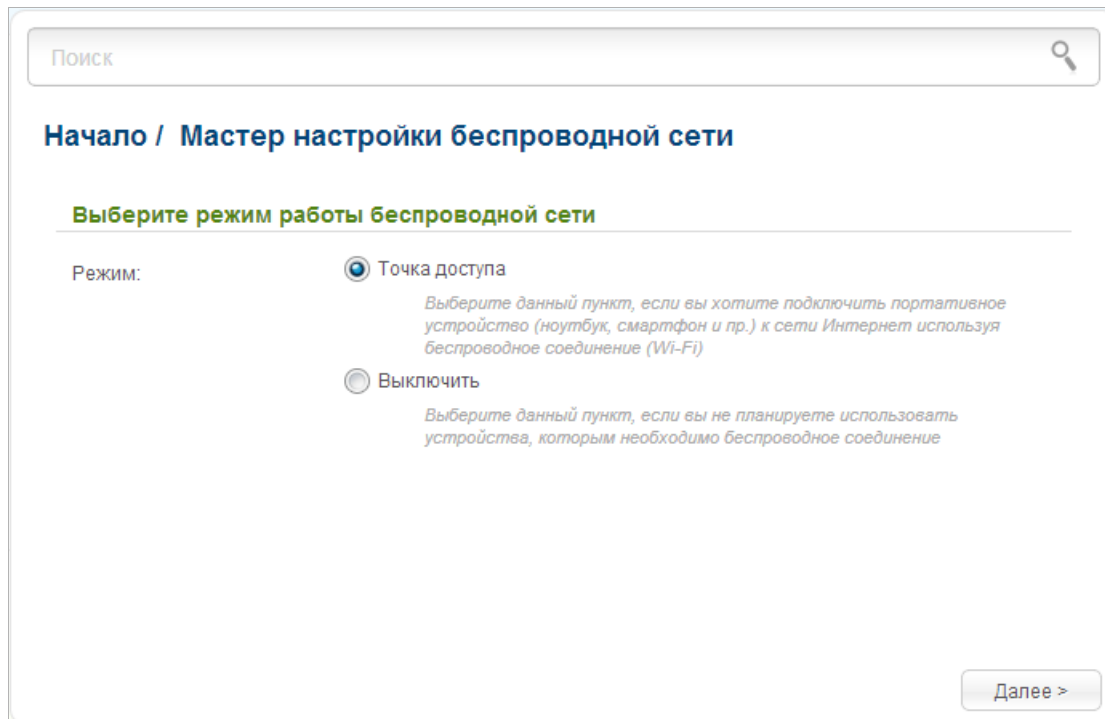 Поиск
Начало / Мастер настройки беспроводной сети
Выберите режим работы беспроводной сети
Режим:
Точка доступа
Выберите данный пункт, если вы хотите подключить портативное
устройство (ноутбук, смартфон и пр.) к сети Интернет используя
беспроводное соединение (Wi-Fi)
Выключить
Выберите данный пункт, если вы не планируете использовать
устройства, которым необходимо беспроводное соединение
Далее >